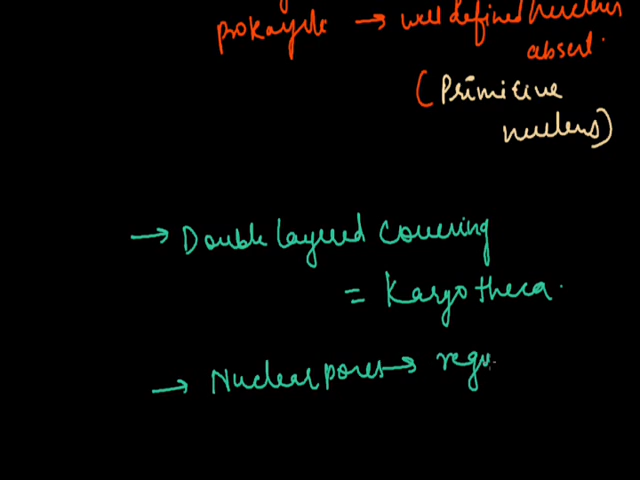 prokaryote → well defined nucleus
absent.
(Primitive
nucleus)
→ Double layered covering
= Karyotheca.
→ Nuclear pores → regu